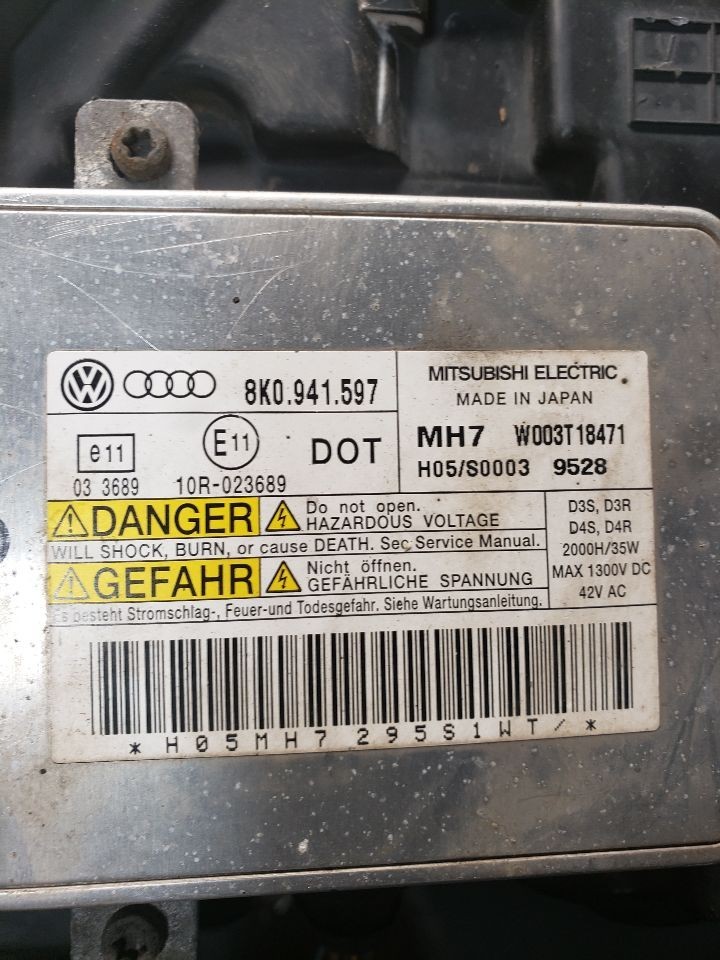 8K0.941.597
MITSUBISHI ELECTRIC
MADE IN JAPAN
e11
E11
DOT
03 3689
10R-023689
MH7 W003T18471
H05/S0003 9528
DANGER
Do not open.
HAZARDOUS VOLTAGE
WILL SHOCK, BURN, or cause DEATH. See Service Manual.
GEFAHR
Nicht öffnen.
GEFÄHRLICHE SPANNUNG
Es besteht Stromschlag-, Feuer-und Todesgefahr. Siehe Wartungsanleitung.
D3S, D3R
D4S, D4R
2000H/35W
MAX 1300V DC
42V AC
*H05MH7295S1WT/*